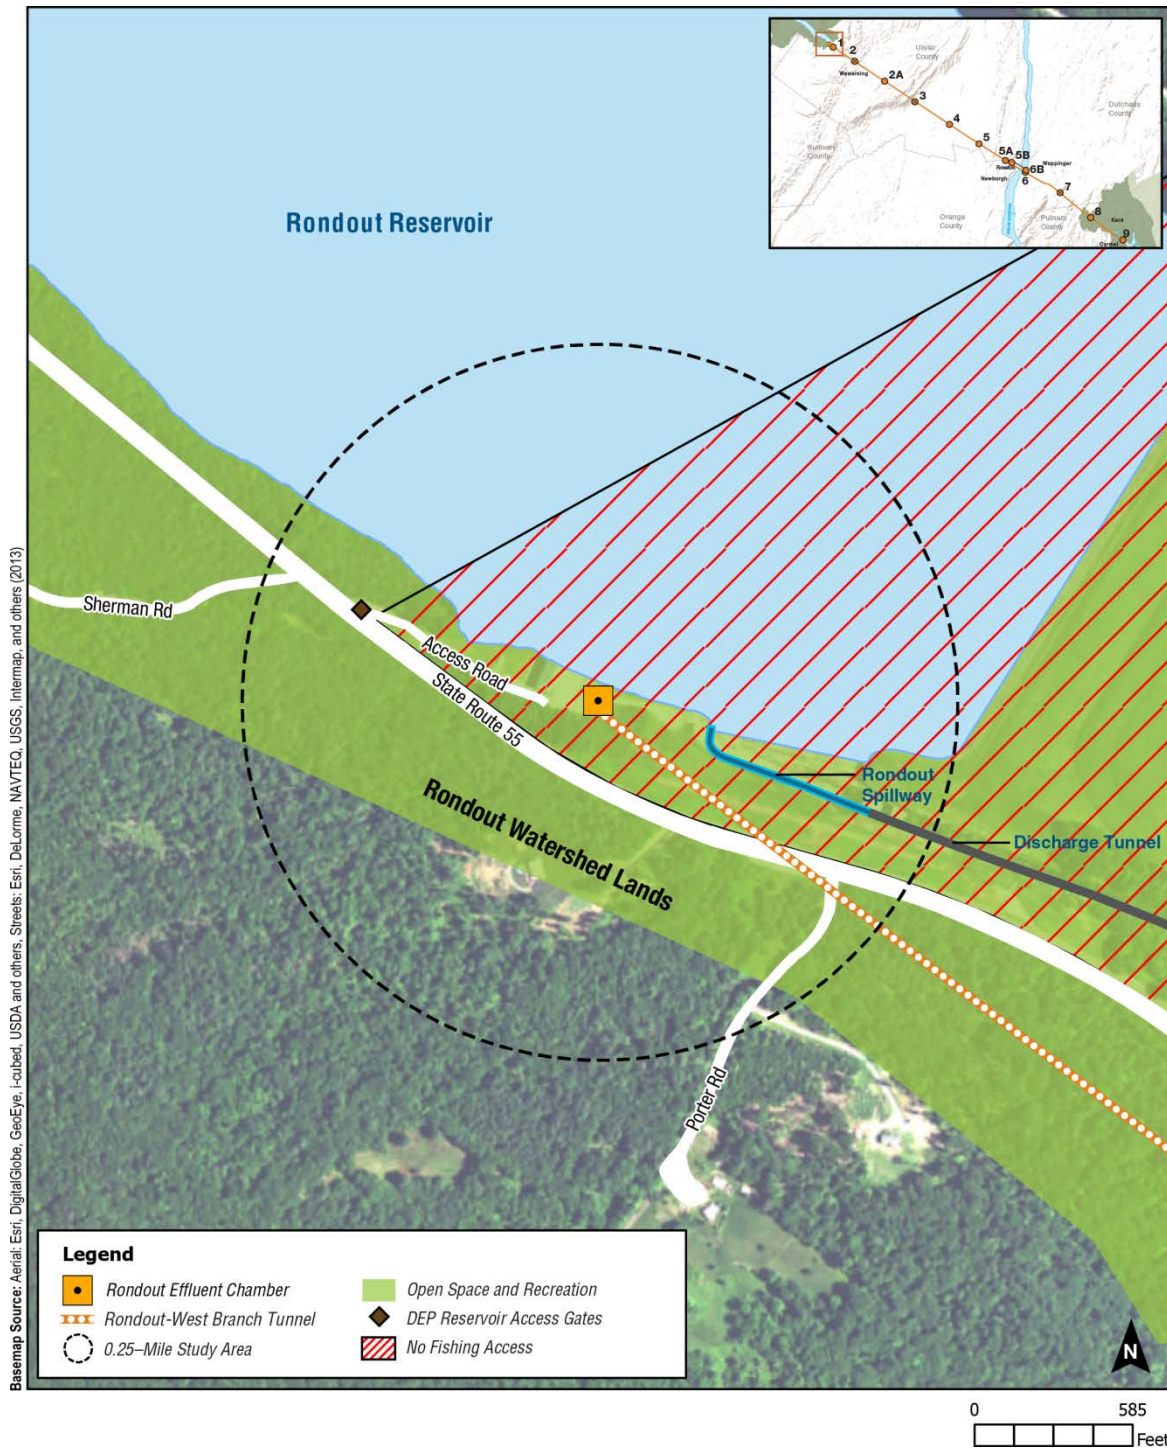 1
2
Ulster
County
Wawarsing
2A
3
Dutchess
County
4
Sullivan
County
5
5A
5B
Wappinger
6B
Newburgh
6
7
Orange
County
Putnam
County
8
Kent
9
Carmel
Rondout Reservoir
Sherman Rd
Access Road
State Route 55
Rondout
Spillway
Discharge Tunnel
Rondout Watershed Lands
Porter Rd
Basemap Source: Aerial: Esri, DigitalGlobe, GeoEye, i-cubed, USDA and others, Streets: Esri, DeLorme, NAVTEQ, USGS, Intermap, and others (2013)
Legend
Rondout Effluent Chamber
Rondout-West Branch Tunnel
0.25–Mile Study Area
Open Space and Recreation
DEP Reservoir Access Gates
No Fishing Access
N
0 585
Feet